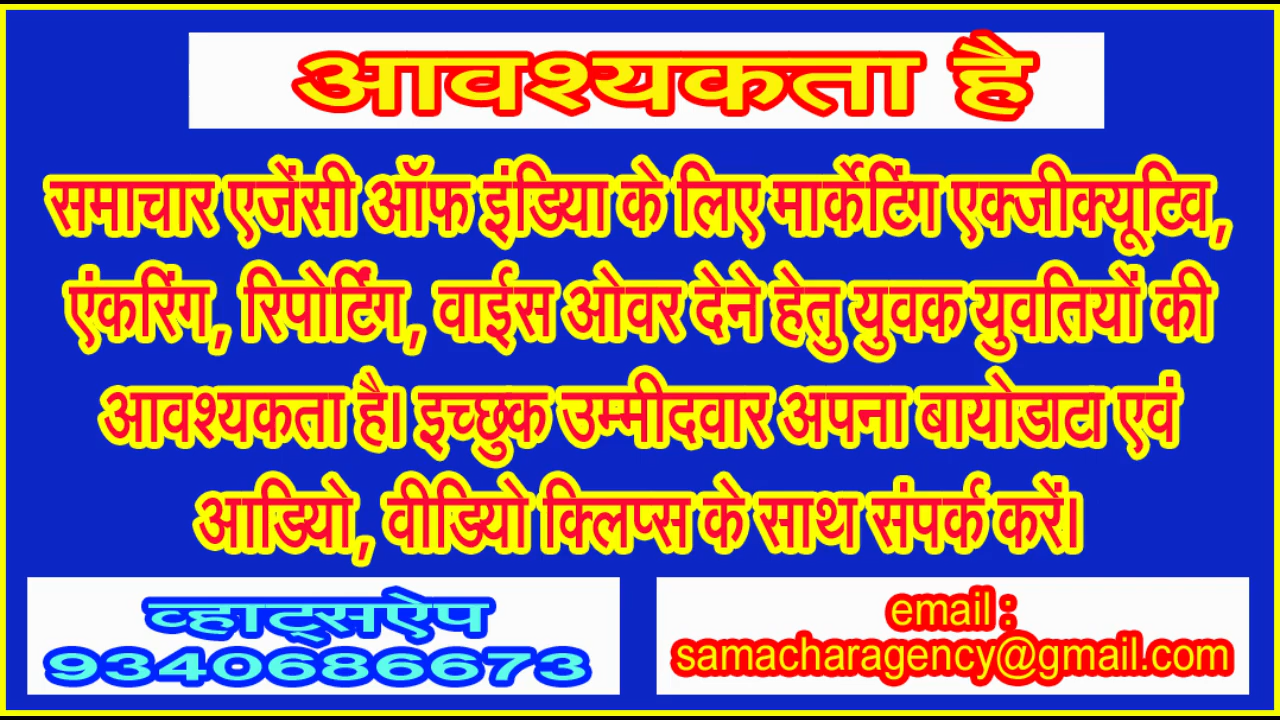 आवश्यकता है
समाचार एजेंसी ऑफ इंडिया के लिए मार्केटिंग एक्जीक्यूटिव,
एंकरिंग, रिपोर्टिंग, वाईस ओवर देने हेतु युवक युवतियों की
आवश्यकता है। इच्छुक उम्मीदवार अपना बायोडाटा एवं
आडियो, वीडियो क्लिप्स के साथ संपर्क करें।
व्हाट्सऐप
9340686673
email :
samacharagency@gmail.com